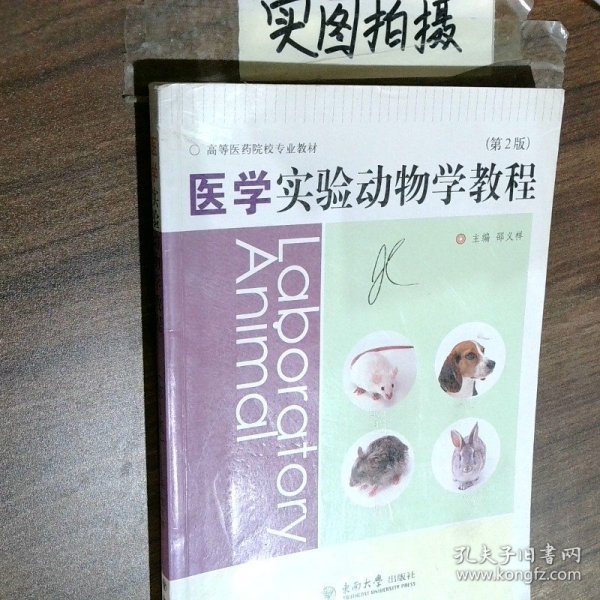 实图拍摄
高等医药院校专业教材
(第2版)
医学实验动物学教程
主编 邵义祥
Laboratory
Animal
东南大学出版社
SOUTHEAST UNIVERSITY PRESS
孔夫子旧书网
www.kongfz.com